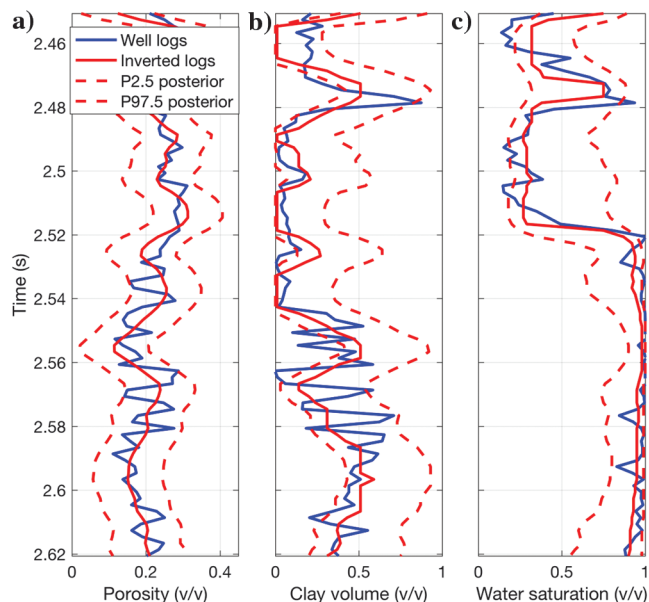 a)
b)
c)
Well logs
Inverted logs
P2.5 posterior
P97.5 posterior
Time (s)
2.46
2.48
2.5
2.52
2.54
2.56
2.58
2.6
2.62
0 0.2 0.4
0 0.5 1
0 0.5 1
Porosity (v/v)
Clay volume (v/v)
Water saturation (v/v)